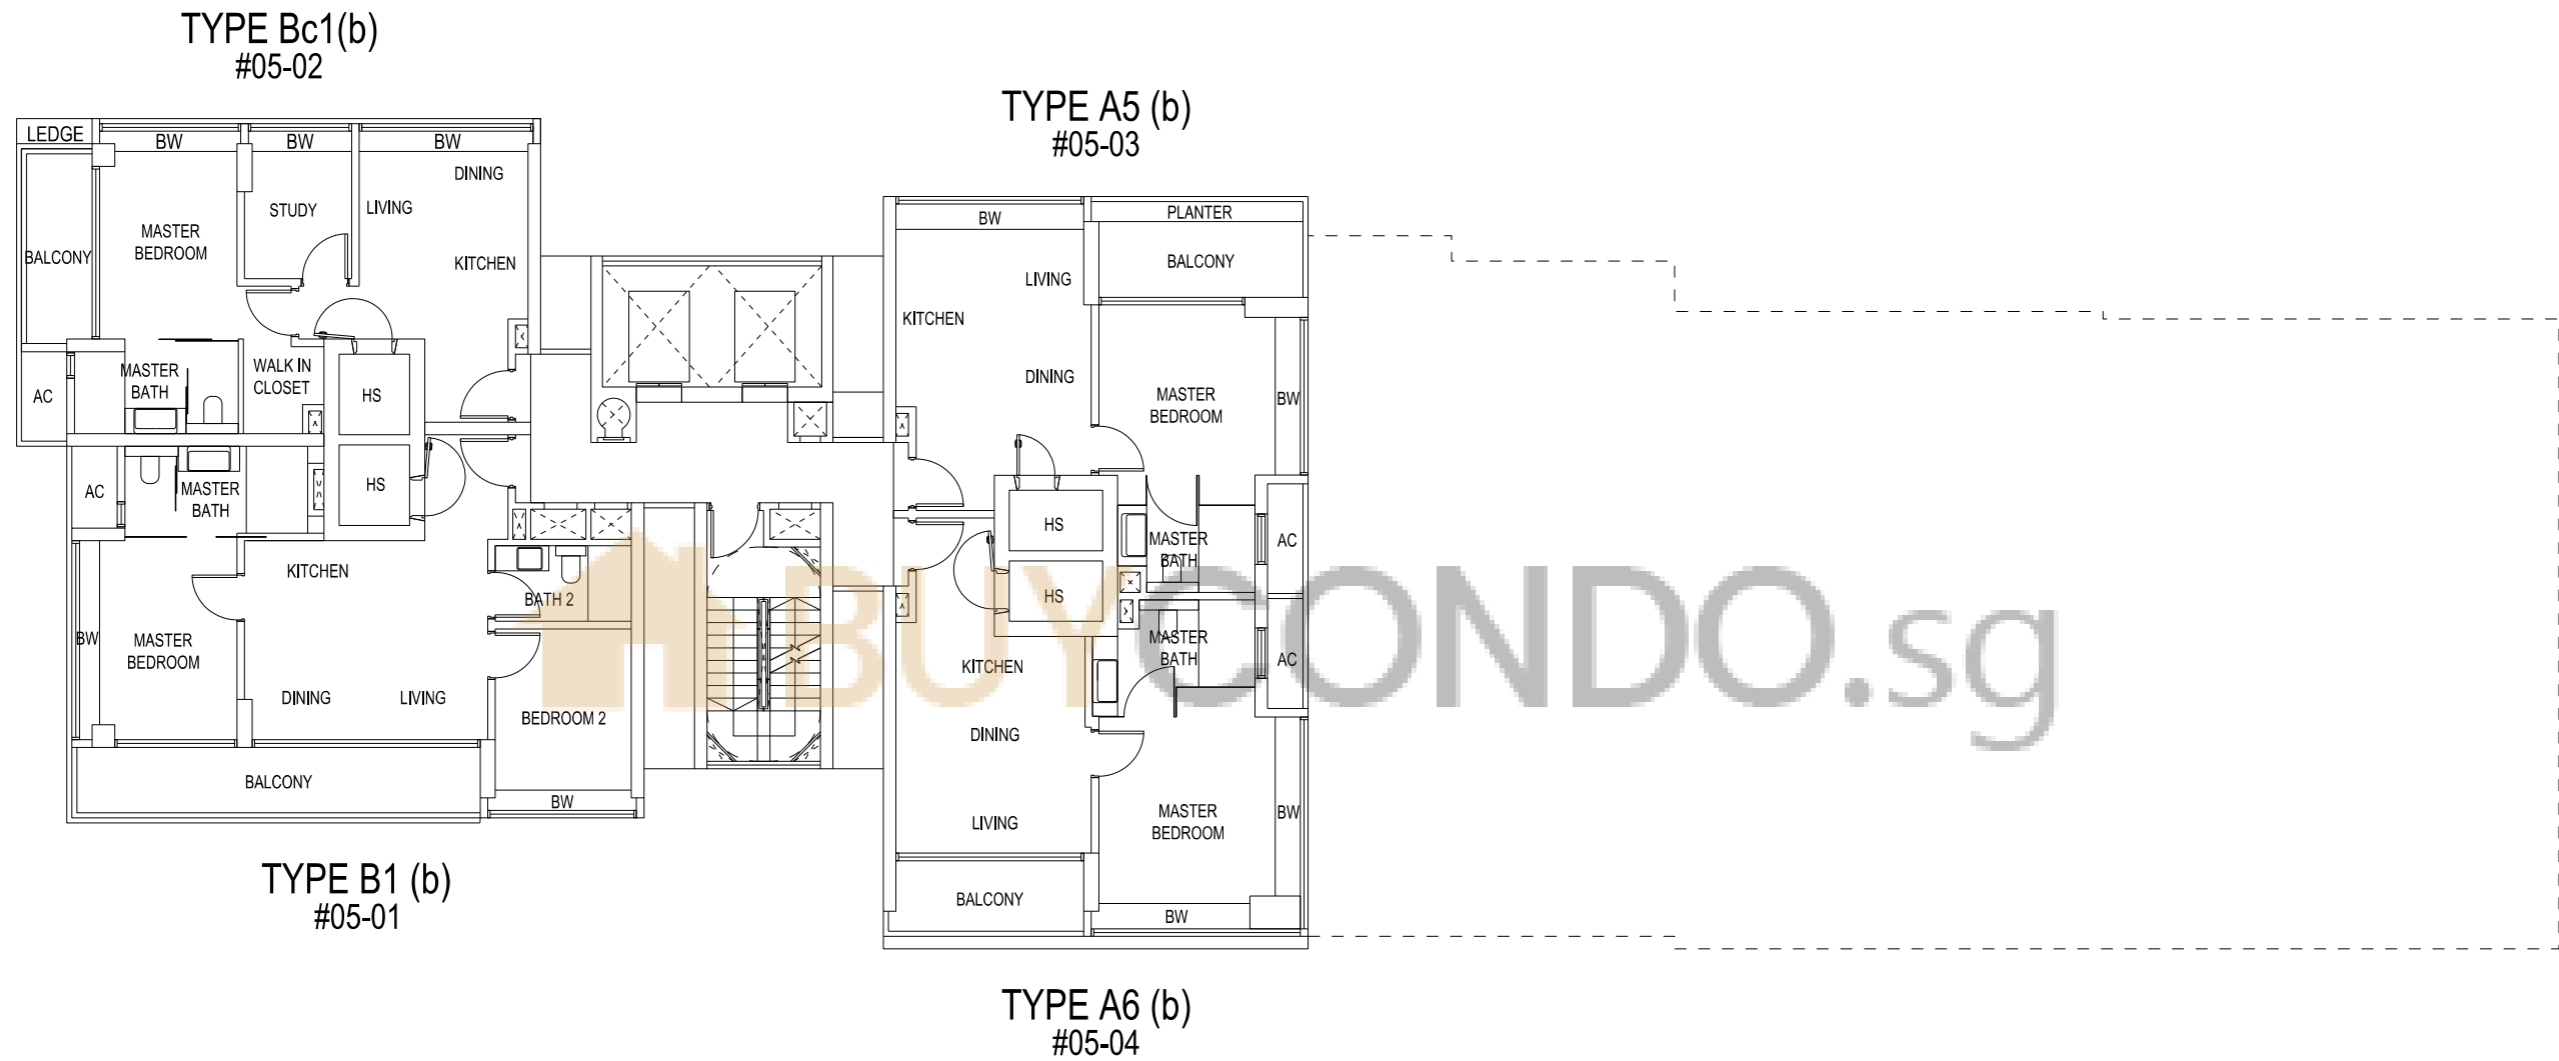 TYPE Bc1(b)
#05-02
LEDGE
BW
BW
BW
DINING
STUDY
LIVING
MASTER
BEDROOM
BALCONY
KITCHEN
MASTER
BATH
WALK IN
CLOSET
AC
HS
HS
AC
MASTER
BATH
KITCHEN
BATH 2
BW
MASTER
BEDROOM
DINING
LIVING
BEDROOM 2
BALCONY
BW
TYPE B1 (b)
#05-01
TYPE A5 (b)
#05-03
BW
PLANTER
BALCONY
LIVING
KITCHEN
DINING
MASTER
BEDROOM
BW
HS
MASTER
BATH
AC
HS
MASTER
BATH
AC
KITCHEN
DINING
LIVING
MASTER
BEDROOM
BW
BALCONY
BW
TYPE A6 (b)
#05-04
BUYCONDO.sg